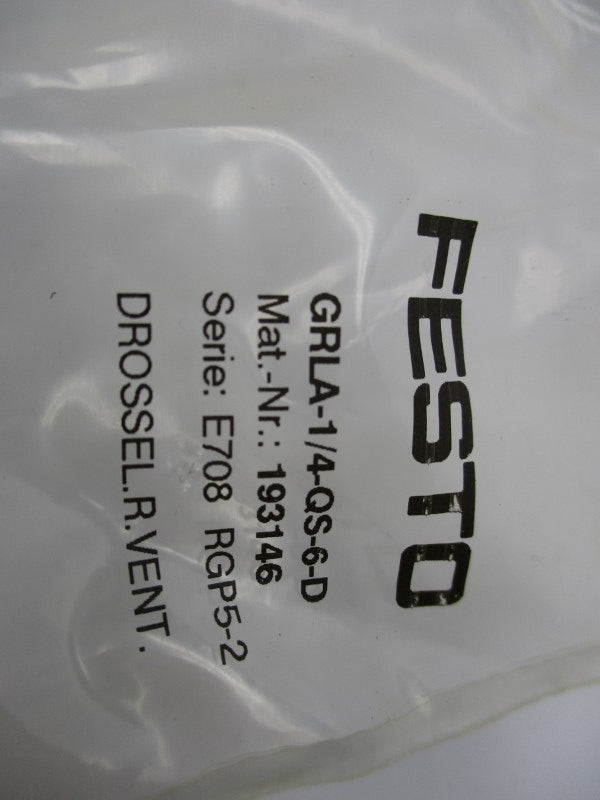 FESTO
GRLA-1/4-QS-6-D
Mat.-Nr.: 193146
Serie: E708 RGP5-2
DROSSEL.R.VENT.